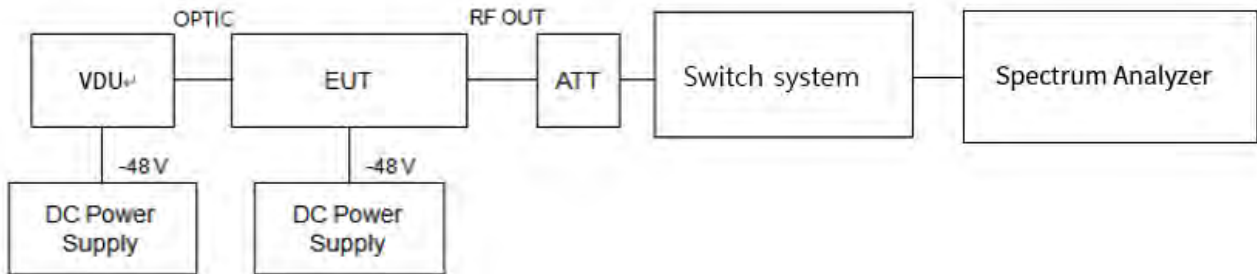 OPTIC
RF OUT
VDU↵
EUT
ATT
Switch system
Spectrum Analyzer
-48 V
-48 V
DC Power
Supply
DC Power
Supply